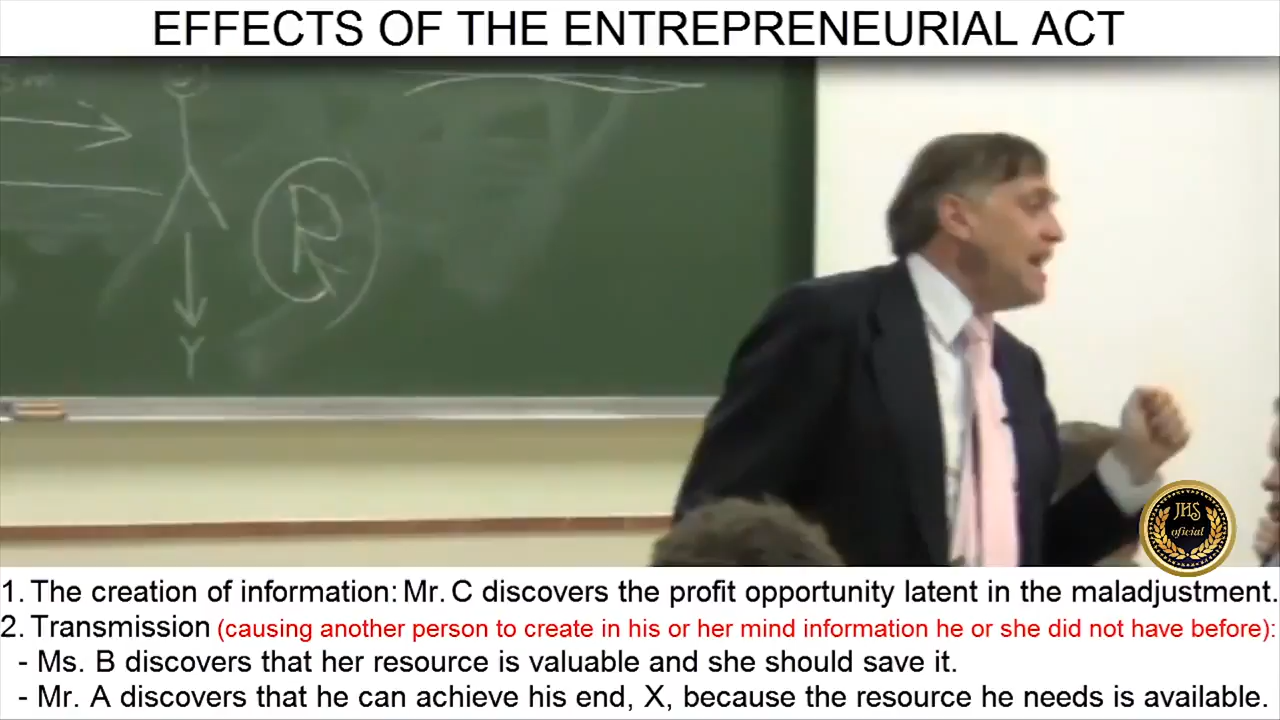 EFFECTS OF THE ENTREPRENEURIAL ACT
R
Y
JHS
oficial
1. The creation of information: Mr. C discovers the profit opportunity latent in the maladjustment.
2. Transmission (causing another person to create in his or her mind information he or she did not have before):
- Ms. B discovers that her resource is valuable and she should save it.
- Mr. A discovers that he can achieve his end, X, because the resource he needs is available.